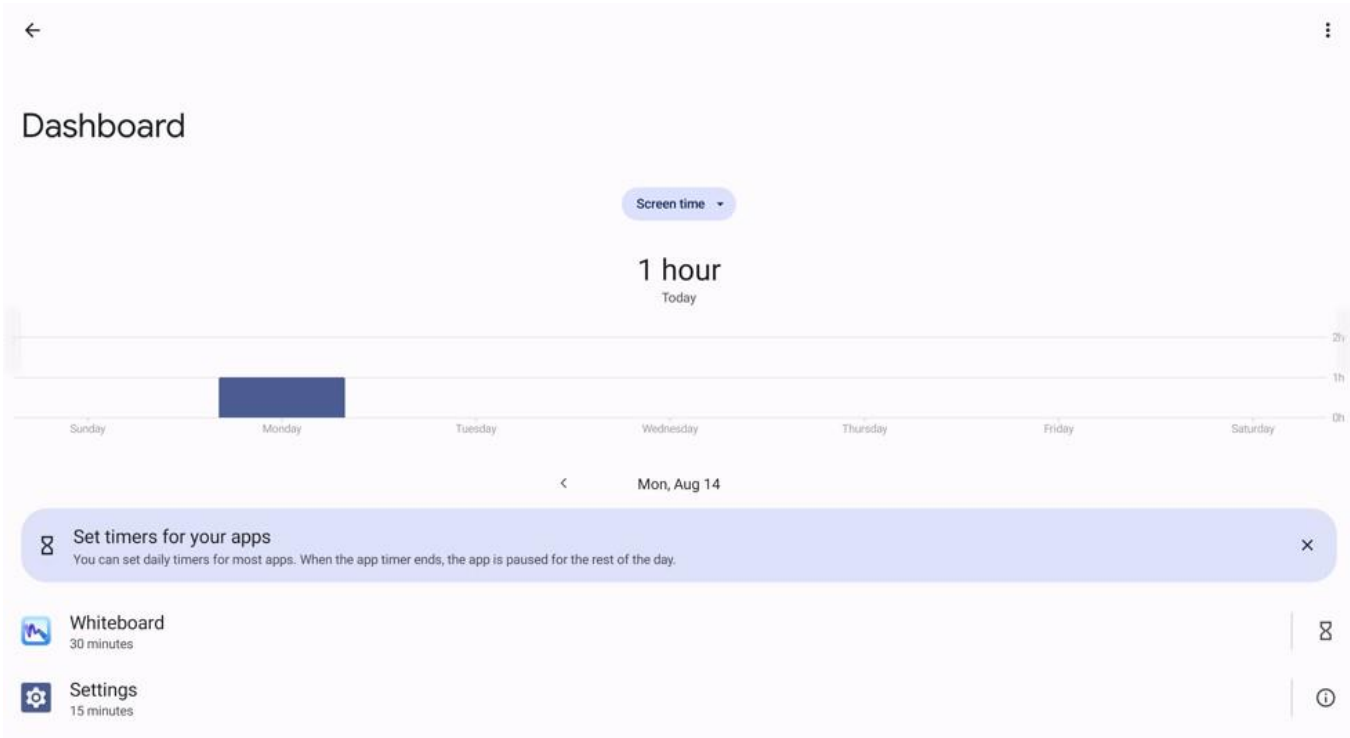 Dashboard
Screen time
1 hour
Today
2h
1h
0h
Sunday Monday Tuesday Wednesday Thursday Friday Saturday
Mon, Aug 14
Set timers for your apps
You can set daily timers for most apps. When the app timer ends, the app is paused for the rest of the day.
Whiteboard
30 minutes
Settings
15 minutes